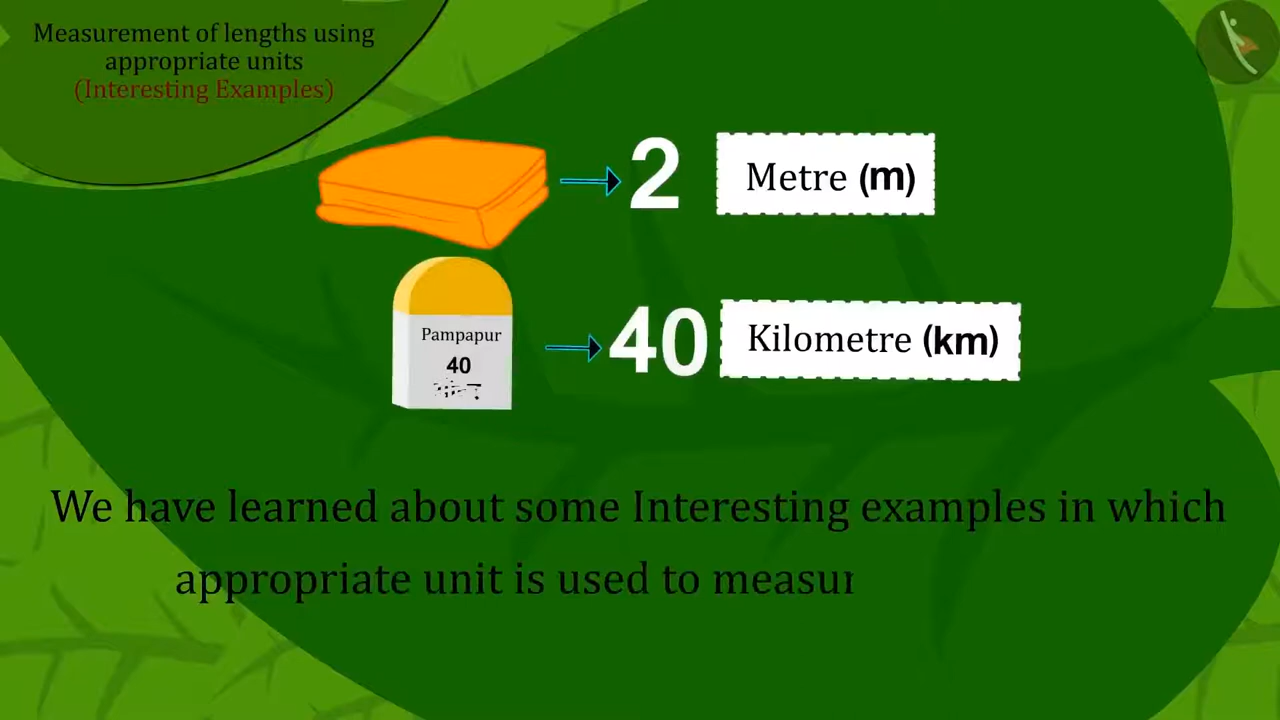 Measurement of lengths using
appropriate units
(Interesting Examples)
2 Metre (m)
Pampapur
40
40 Kilometre (km)
We have learned about some Interesting examples in which
appropriate unit is used to measur